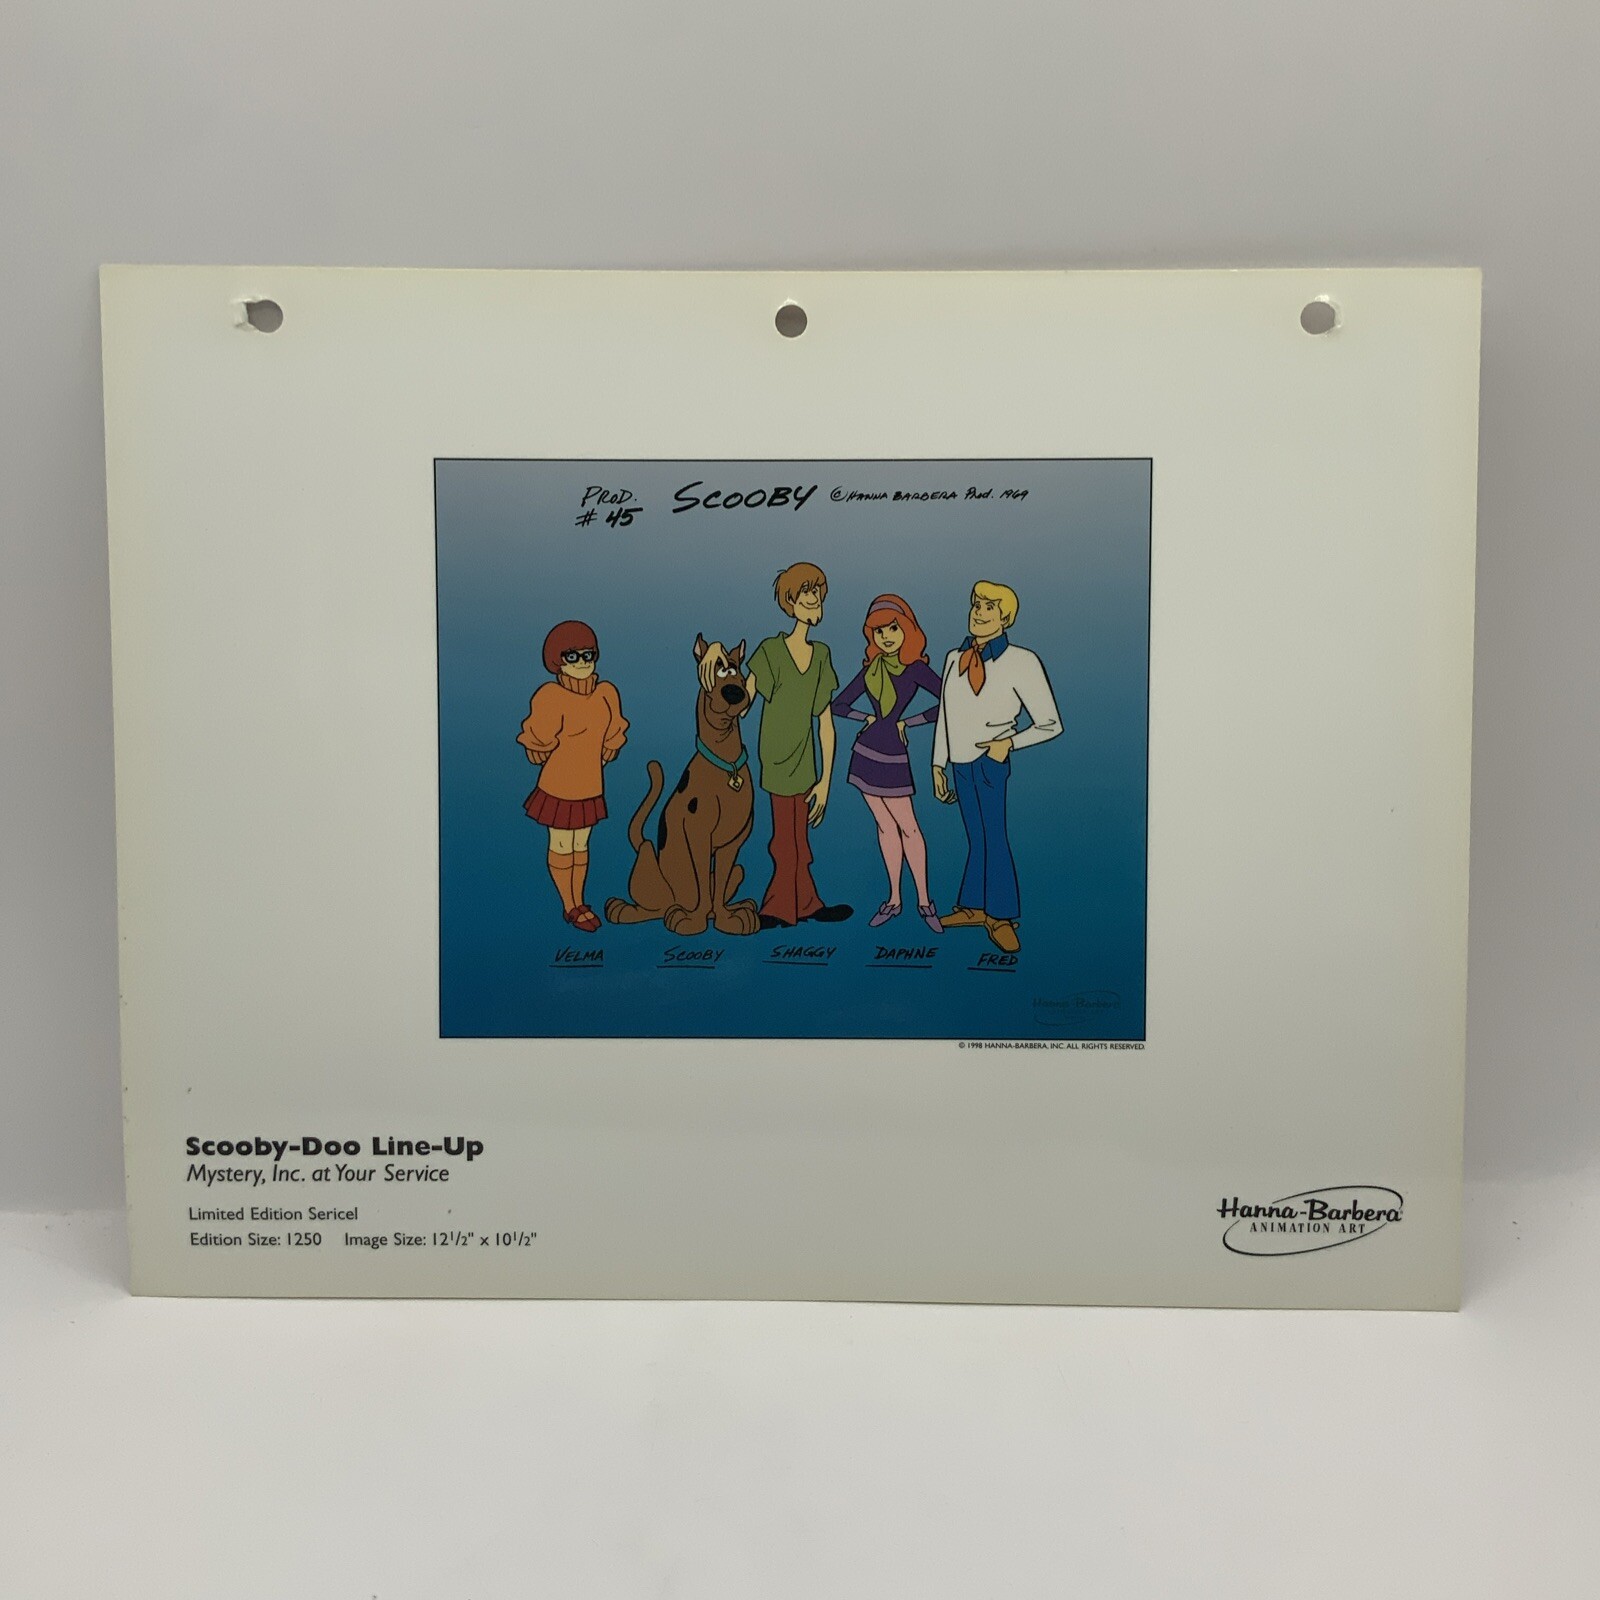 PROD. SCOOBY © HANNA BARBERA Prod. 1969
# 45
VELMA SCOOBY SHAGGY DAPHNE FRED
Hanna-Barbera
© 1998 HANNA-BARBERA, INC. ALL RIGHTS RESERVED.
Scooby-Doo Line-Up
Mystery, Inc. at Your Service
Limited Edition Sericel
Edition Size: 1250 Image Size: 12 1/2" x 10 1/2"
Hanna-Barbera
ANIMATION ART